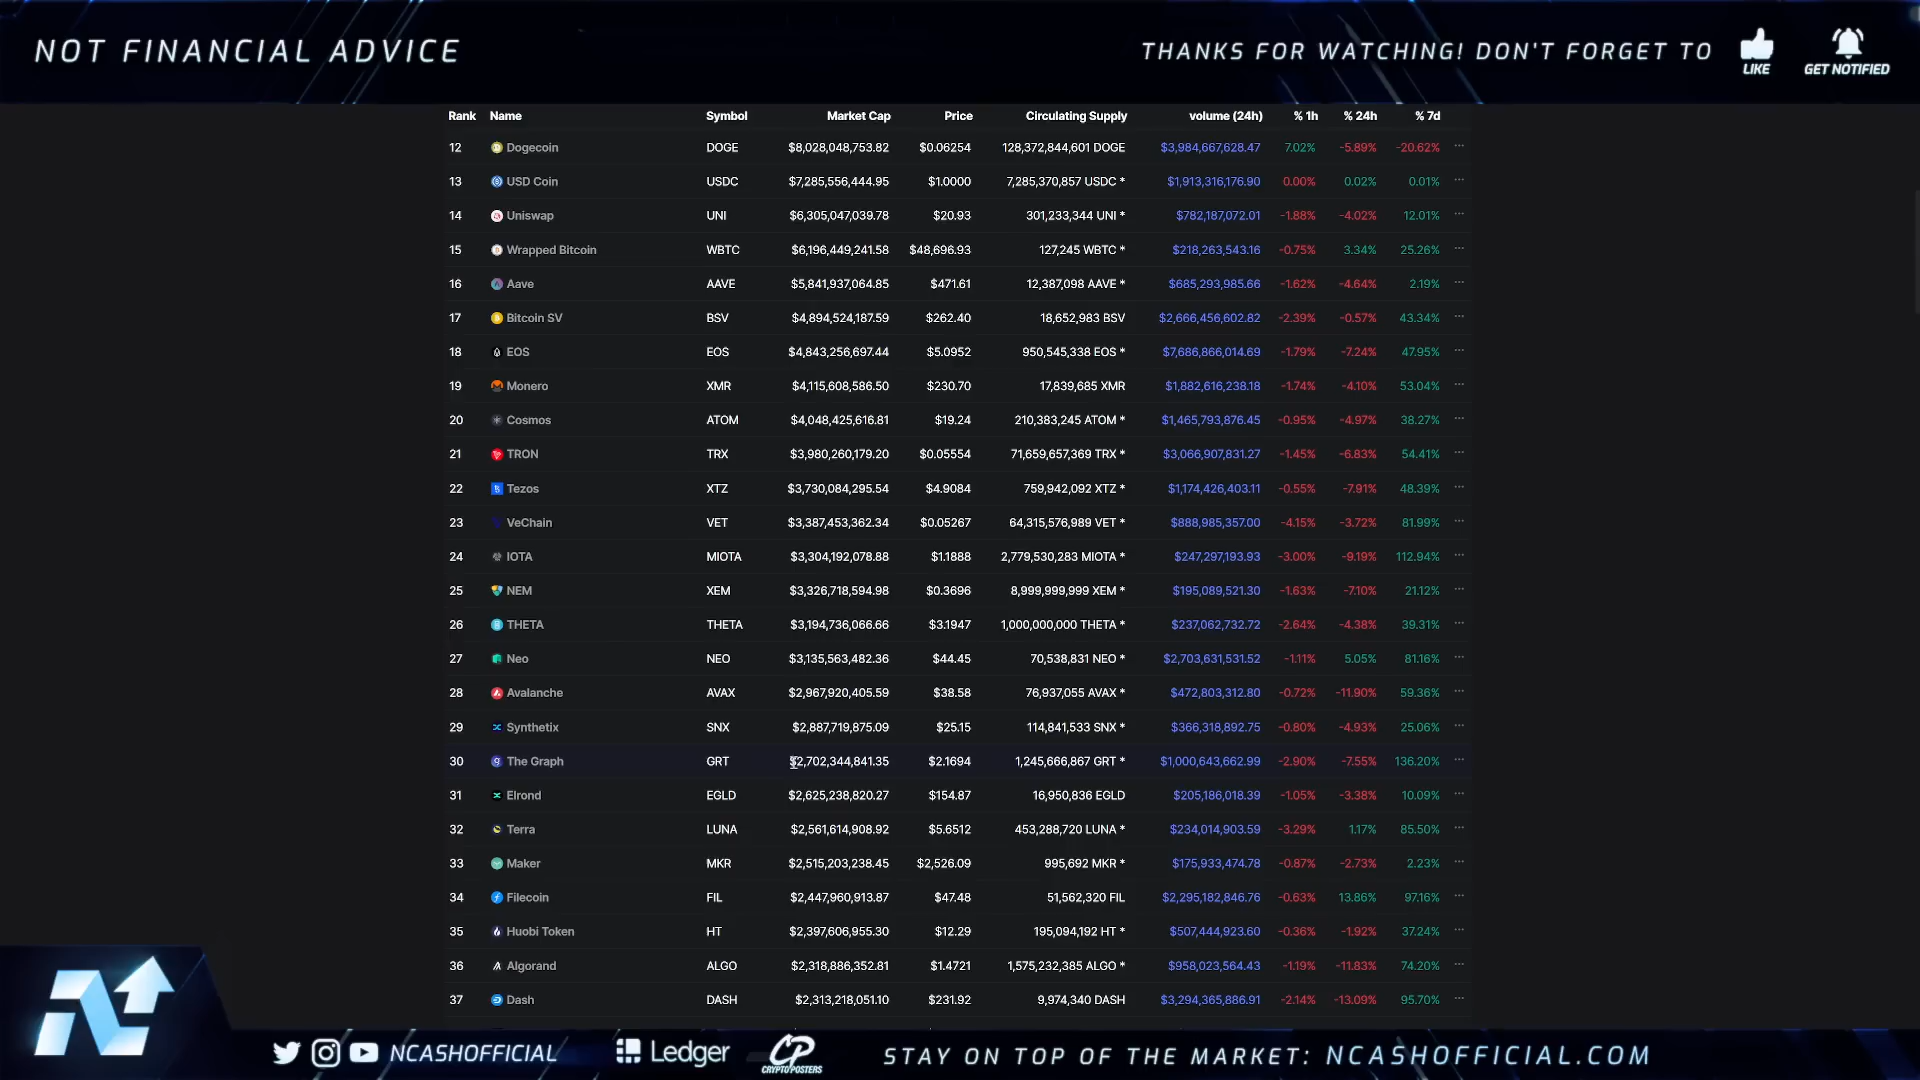 NOT FINANCIAL ADVICE
THANKS FOR WATCHING! DON'T FORGET TO
LIKE
GET NOTIFIED
Rank Name Symbol Market Cap Price Circulating Supply volume (24h) % 1h % 24h % 7d
12 Dogecoin DOGE $8,028,048,753.82 $0.06254 128,372,844,601 DOGE $3,984,667,628.47 7.02% -5.89% -20.62% ...
13 USD Coin USDC $7,285,556,444.95 $1.0000 7,285,370,857 USDC * $1,913,316,176.90 0.00% 0.02% 0.01% ...
14 Uniswap UNI $6,305,047,039.78 $20.93 301,233,344 UNI * $782,187,072.01 -1.88% -4.02% 12.01% ...
15 Wrapped Bitcoin WBTC $6,196,449,241.58 $48,696.93 127,245 WBTC * $218,263,543.16 -0.75% 3.34% 25.26% ...
16 Aave AAVE $5,841,937,064.85 $471.61 12,387,098 AAVE * $685,293,985.66 -1.62% -4.64% 2.19% ...
17 Bitcoin SV BSV $4,894,524,187.59 $262.40 18,652,983 BSV $2,666,456,602.82 -2.39% -0.57% 43.34% ...
18 EOS EOS $4,843,256,697.44 $5.0952 950,545,338 EOS * $7,686,866,014.69 -1.79% -7.24% 47.95% ...
19 Monero XMR $4,115,608,586.50 $230.70 17,839,685 XMR $1,882,616,238.18 -1.74% -4.10% 53.04% ...
20 Cosmos ATOM $4,048,425,616.81 $19.24 210,383,245 ATOM * $1,465,793,876.45 -0.95% -4.97% 38.27% ...
21 TRON TRX $3,980,260,179.20 $0.05554 71,659,657,369 TRX * $3,066,907,831.27 -1.45% -6.83% 54.41% ...
22 Tezos XTZ $3,730,084,295.54 $4.9084 759,942,092 XTZ * $1,174,426,403.11 -0.55% -7.91% 48.39% ...
23 VeChain VET $3,387,453,362.34 $0.05267 64,315,576,989 VET * $888,985,357.00 -4.15% -3.72% 81.99% ...
24 IOTA MIOTA $3,304,192,078.88 $1.1888 2,779,530,283 MIOTA * $247,297,193.93 -3.00% -9.19% 112.94% ...
25 NEM XEM $3,326,718,594.98 $0.3696 8,999,999,999 XEM * $195,089,521.30 -1.63% -7.10% 21.12% ...
26 THETA THETA $3,194,736,066.66 $3.1947 1,000,000,000 THETA * $237,062,732.72 -2.64% -4.38% 39.31% ...
27 Neo NEO $3,135,563,482.36 $44.45 70,538,831 NEO * $2,703,631,531.52 -1.11% 5.05% 81.16% ...
28 Avalanche AVAX $2,967,920,405.59 $38.58 76,937,055 AVAX * $472,803,312.80 -0.72% -11.90% 59.36% ...
29 Synthetix SNX $2,887,719,875.09 $25.15 114,841,533 SNX * $366,318,892.75 -0.80% -4.93% 25.06% ...
30 The Graph GRT $2,702,344,841.35 $2.1694 1,245,666,867 GRT * $1,000,643,662.99 -2.90% -7.55% 136.20% ...
31 Elrond EGLD $2,625,238,820.27 $154.87 16,950,836 EGLD $205,186,018.39 -1.05% -3.38% 10.09% ...
32 Terra LUNA $2,561,614,908.92 $5.6512 453,288,720 LUNA * $234,014,903.59 -3.29% 1.17% 85.50% ...
33 Maker MKR $2,515,203,238.45 $2,526.09 995,692 MKR * $175,933,474.78 -0.87% -2.73% 2.23% ...
34 Filecoin FIL $2,447,960,913.87 $47.48 51,562,320 FIL $2,295,182,846.76 -0.63% 13.86% 97.16% ...
35 Huobi Token HT $2,397,606,955.30 $12.29 195,094,192 HT * $507,444,923.60 -0.36% -1.92% 37.24% ...
36 Algorand ALGO $2,318,886,352.81 $1.4721 1,575,232,385 ALGO * $958,023,564.43 -1.19% -11.83% 74.20% ...
37 Dash DASH $2,313,218,051.10 $231.92 9,974,340 DASH $3,294,365,886.91 -2.14% -13.09% 95.70% ...
NCASHOFFICIAL
Ledger
CP
CRYPTOPOSTERS
STAY ON TOP OF THE MARKET: NCASHOFFICIAL.COM